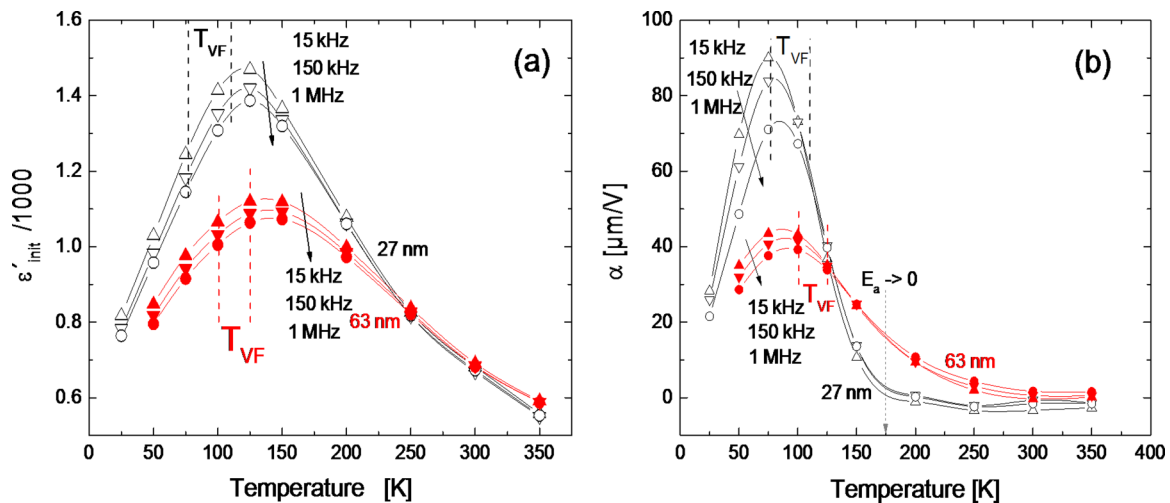 (a)
T_VF
15 kHz
150 kHz
1 MHz
27 nm
15 kHz
150 kHz
1 MHz
63 nm
T_VF
ε′_init /1000
1.4
1.2
1.0
0.8
0.6
0 50 100 150 200 250 300 350
Temperature [K]
(b)
T_VF
15 kHz
150 kHz
1 MHz
E_a -> 0
15 kHz
150 kHz
1 MHz
T_VF
63 nm
27 nm
α [µm/V]
100
80
60
40
20
0
0 50 100 150 200 250 300 350 400
Temperature [K]